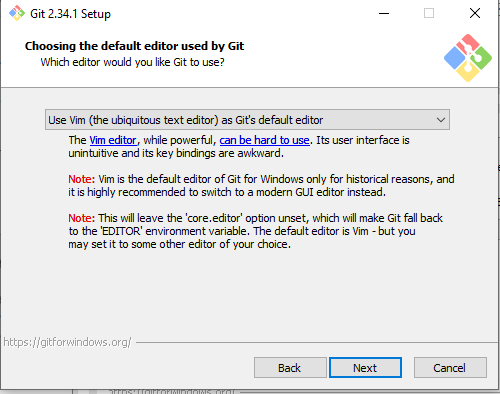 Git 2.34.1 Setup
Choosing the default editor used by Git
Which editor would you like Git to use?
Use Vim (the ubiquitous text editor) as Git's default editor
The Vim editor, while powerful, can be hard to use. Its user interface is
unintuitive and its key bindings are awkward.
Note: Vim is the default editor of Git for Windows only for historical reasons, and
it is highly recommended to switch to a modern GUI editor instead.
Note: This will leave the 'core.editor' option unset, which will make Git fall back
to the 'EDITOR' environment variable. The default editor is Vim - but you
may set it to some other editor of your choice.
https://gitforwindows.org/
Back
Next
Cancel
https://gitforwindows.org/